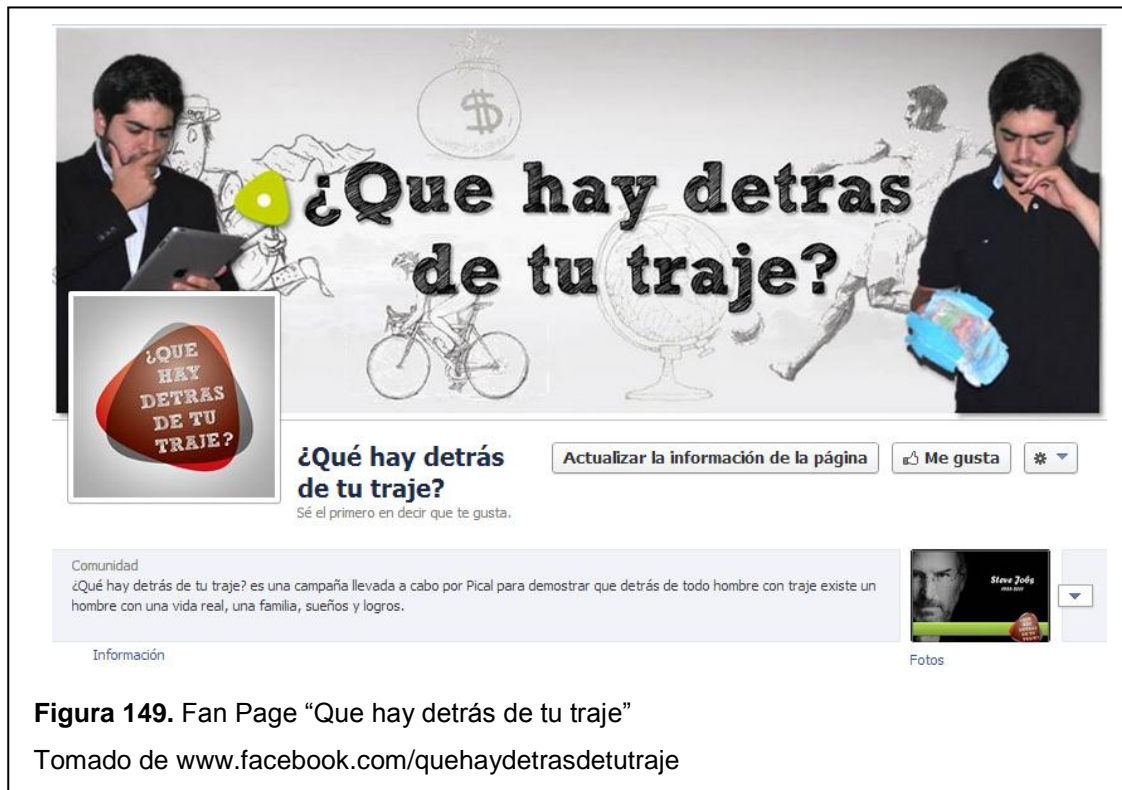 ¿Que hay detras
de tu traje?
¿QUE
HAY
DETRAS
DE TU
TRAJE?
¿Qué hay detrás
de tu traje?
Sé el primero en decir que te gusta.
Actualizar la información de la página
Me gusta
Comunidad
¿Qué hay detrás de tu traje? es una campaña llevada a cabo por Pical para demostrar que detrás de todo hombre con traje existe un
hombre con una vida real, una familia, sueños y logros.
Información
Steve Jobs
Fotos
Figura 149. Fan Page “Que hay detrás de tu traje”
Tomado de www.facebook.com/quehaydetrasdetutraje